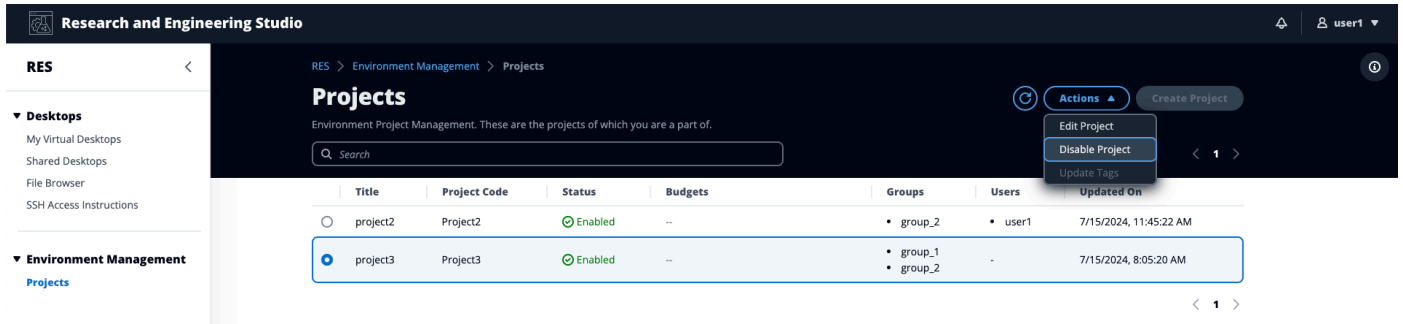 Research and Engineering Studio
user1
RES
Desktops
My Virtual Desktops
Shared Desktops
File Browser
SSH Access Instructions
Environment Management
Projects
RES > Environment Management > Projects
Projects
Actions
Create Project
Environment Project Management. These are the projects of which you are a part of.
Edit Project
Disable Project
Update Tags
Search
< 1 >
Title Project Code Status Budgets Groups Users Updated On
project2 Project2 Enabled -- • group_2 • user1 7/15/2024, 11:45:22 AM
project3 Project3 Enabled -- • group_1 - 7/15/2024, 8:05:20 AM
• group_2
< 1 >